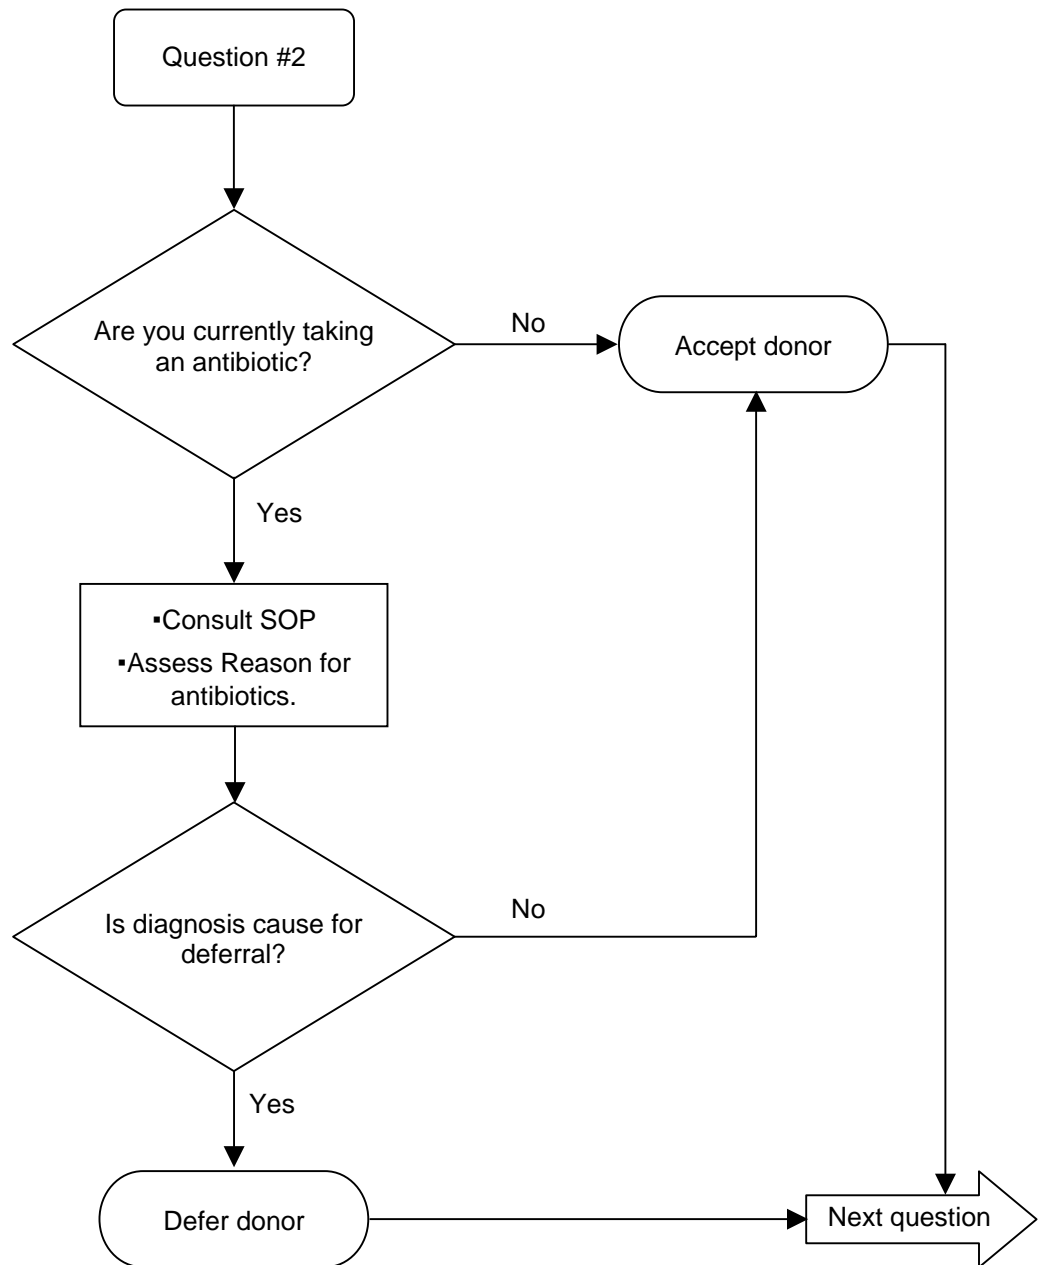 Question #2
Are you currently taking
an antibiotic?
No
Accept donor
Yes
▪Consult SOP
▪Assess Reason for
antibiotics.
Is diagnosis cause for
deferral?
No
Yes
Defer donor
Next question